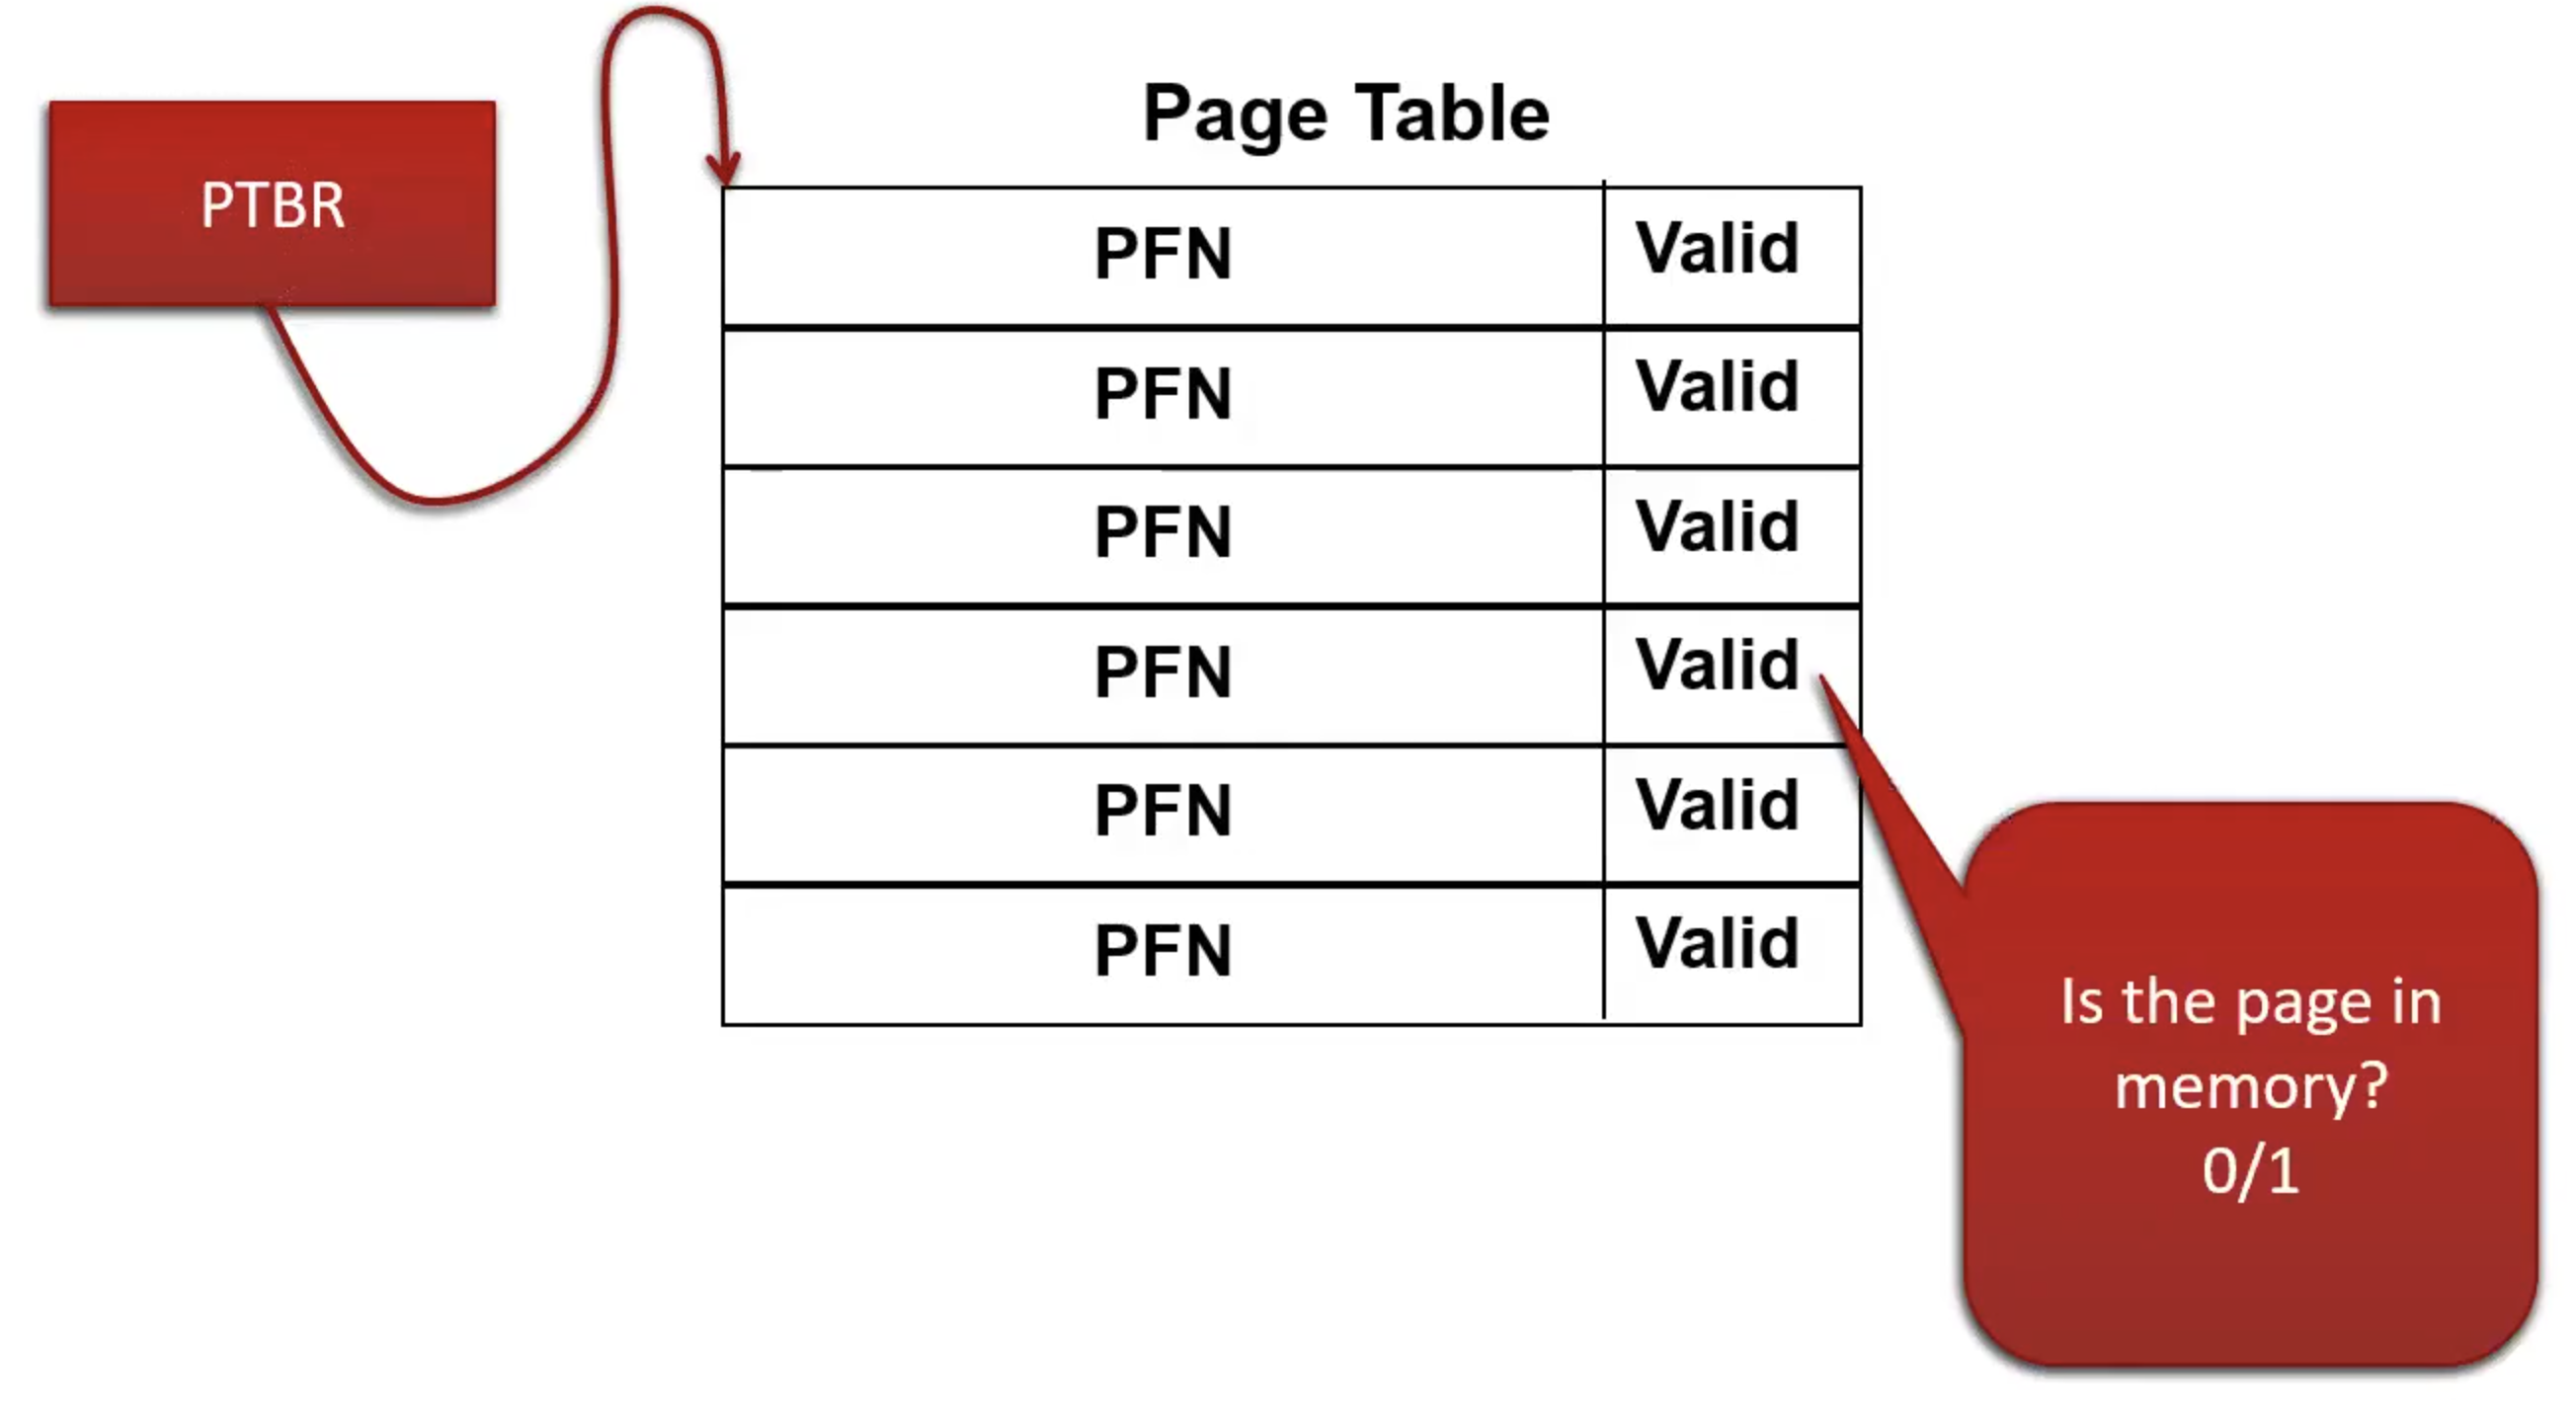 PTBR
Page Table
PFN Valid
PFN Valid
PFN Valid
PFN Valid
PFN Valid
PFN Valid
Is the page in
memory?
0/1